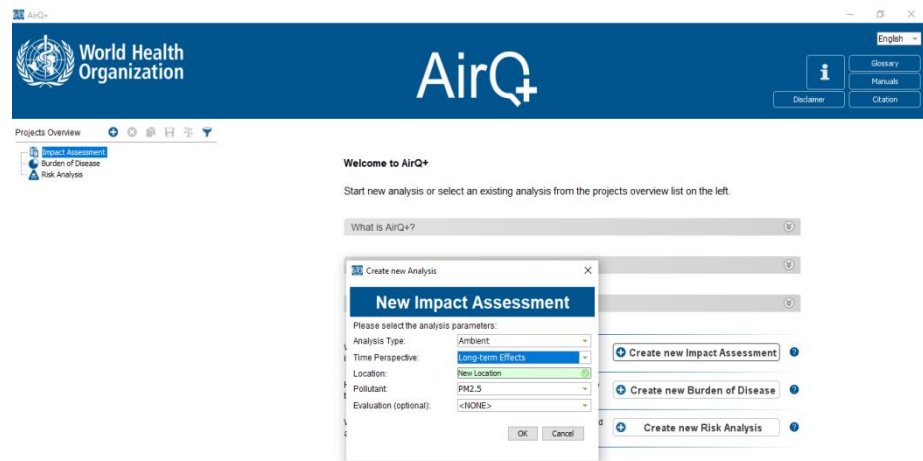 AirQ+
English
World Health
Organization
AirQ+
i
Glossary
Manuals
Disclaimer
Citation
Projects Overview
Impact Assessment
Burden of Disease
Risk Analysis
Welcome to AirQ+
Start new analysis or select an existing analysis from the projects overview list on the left.
What is AirQ+?
Create new Analysis
New Impact Assessment
Please select the analysis parameters:
Analysis Type: Ambient
Time Perspective: Long-term Effects
Location: New Location
Pollutant: PM2.5
Evaluation (optional): <NONE>
OK Cancel
Create new Impact Assessment ?
Create new Burden of Disease ?
Create new Risk Analysis ?